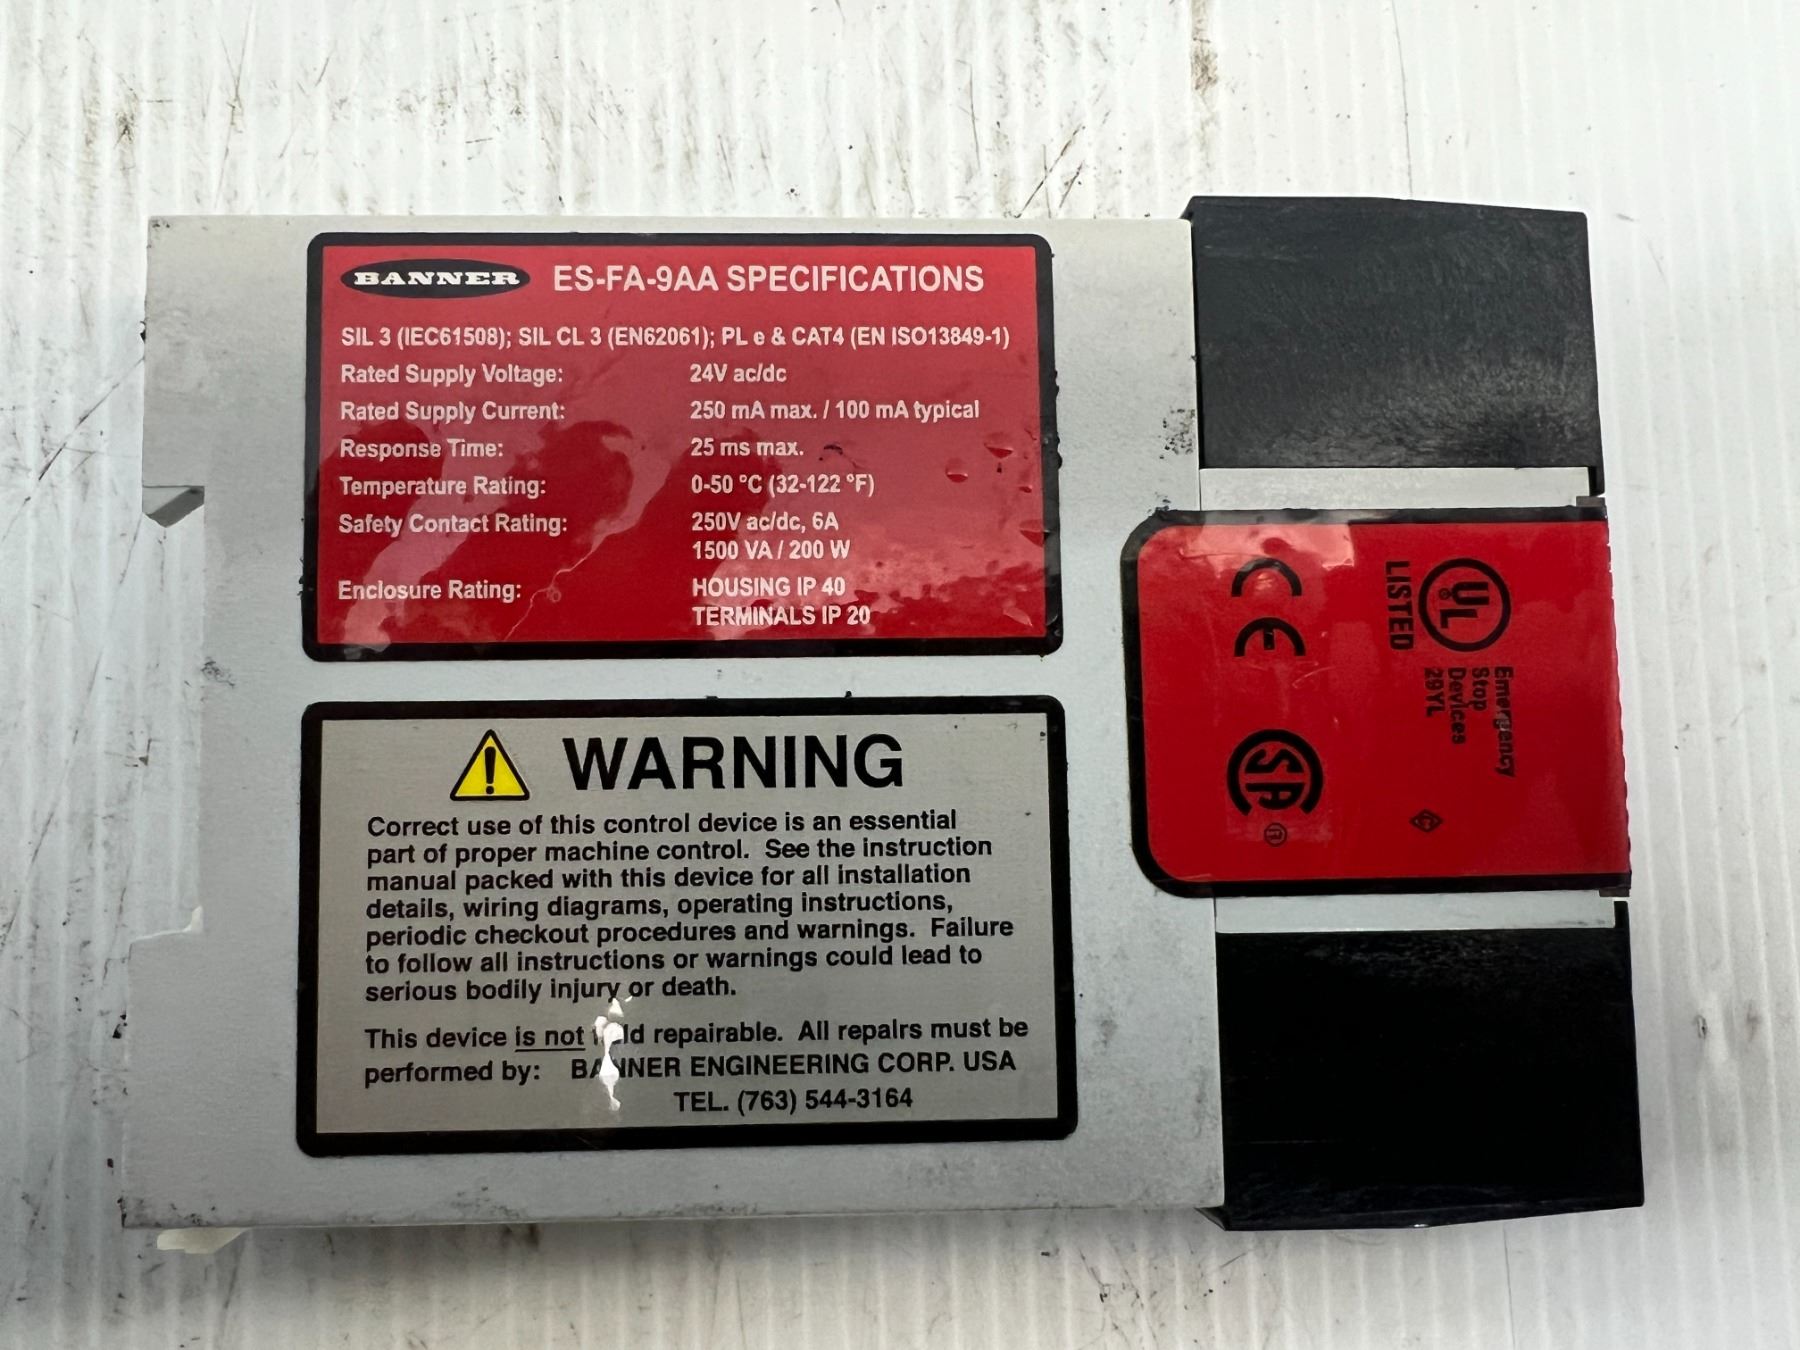 BANNER ES-FA-9AA SPECIFICATIONS
SIL 3 (IEC61508); SIL CL 3 (EN62061); PL e & CAT4 (EN ISO13849-1)
Rated Supply Voltage: 24V ac/dc
Rated Supply Current: 250 mA max. / 100 mA typical
Response Time: 25 ms max.
Temperature Rating: 0-50 °C (32-122 °F)
Safety Contact Rating: 250V ac/dc, 6A
1500 VA / 200 W
Enclosure Rating: HOUSING IP 40
TERMINALS IP 20
WARNING
Correct use of this control device is an essential
part of proper machine control. See the instruction
manual packed with this device for all installation
details, wiring diagrams, operating instructions,
periodic checkout procedures and warnings. Failure
to follow all instructions or warnings could lead to
serious bodily injury or death.
This device is not repairable. All repairs must be
performed by: BANNER ENGINEERING CORP. USA
TEL. (763) 544-3164
CE
UL
LISTED
Emergency
Stop
Devices
29YL
SA